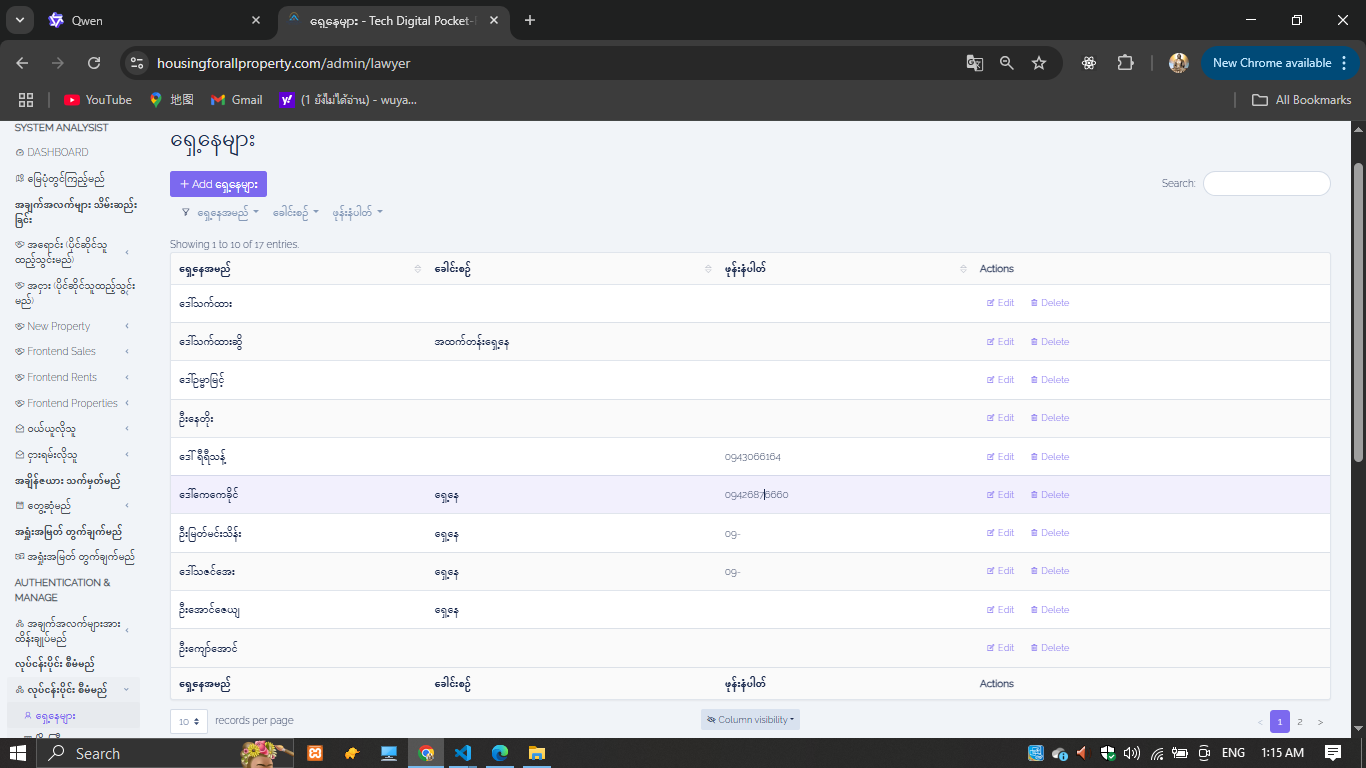 Qwen
ရှေ့နေများ - Tech Digital Pocket-
housingforallproperty.com/admin/lawyer
New Chrome available
YouTube
地图
Gmail
(1 ยังไม่ได้อ่าน) - wuya...
All Bookmarks
SYSTEM ANALYSIST
DASHBOARD
မြေပုံတွင်ကြည့်မည်
အချက်အလက်များ သိမ်းဆည်း
ခြင်း
အရောင်း (ပိုင်ဆိုင်သူ
ထည့်သွင်းမည်)
အငှား (ပိုင်ဆိုင်သူထည့်သွင်း
မည်)
New Property
Frontend Sales
Frontend Rents
Frontend Properties
ဝယ်ယူလိုသူ
ငှားရမ်းလိုသူ
အချိန်ဇယား သက်မှတ်မည်
တွေ့ဆုံမည်
အရှုံးအမြတ် တွက်ချက်မည်
အရှုံးအမြတ် တွက်ချက်မည်
AUTHENTICATION &
MANAGE
အချက်အလက်များအား
ထိန်းချုပ်မည်
လုပ်ငန်းပိုင်း စီမံမည်
လုပ်ငန်းပိုင်း စီမံမည်
ရှေ့နေများ
ရှေ့နေများ
+ Add ရှေ့နေများ
Search:
ရှေ့နေအမည် ခေါင်းစဉ် ဖုန်းနံပါတ်
Showing 1 to 10 of 17 entries.
ရှေ့နေအမည် ခေါင်းစဉ် ဖုန်းနံပါတ် Actions
ဒေါ်သက်ထား Edit Delete
ဒေါ်သက်ထားဆွိ အထက်တန်းရှေ့နေ Edit Delete
ဒေါ်ဥမ္မာမြင့် Edit Delete
ဦးနေတိုး Edit Delete
ဒေါ် ရီရီသန့် 0943066164 Edit Delete
ဒေါ်ကေကေခိုင် ရှေ့နေ 09426876660 Edit Delete
ဦးမြတ်မင်းသိန်း ရှေ့နေ 09- Edit Delete
ဒေါ်သဇင်အေး ရှေ့နေ 09- Edit Delete
ဦးအောင်ဇေယျ ရှေ့နေ Edit Delete
ဦးကျော်အောင် Edit Delete
ရှေ့နေအမည် ခေါင်းစဉ် ဖုန်းနံပါတ် Actions
10 records per page
Column visibility
< 1 2 >
Search
ENG
1:15 AM